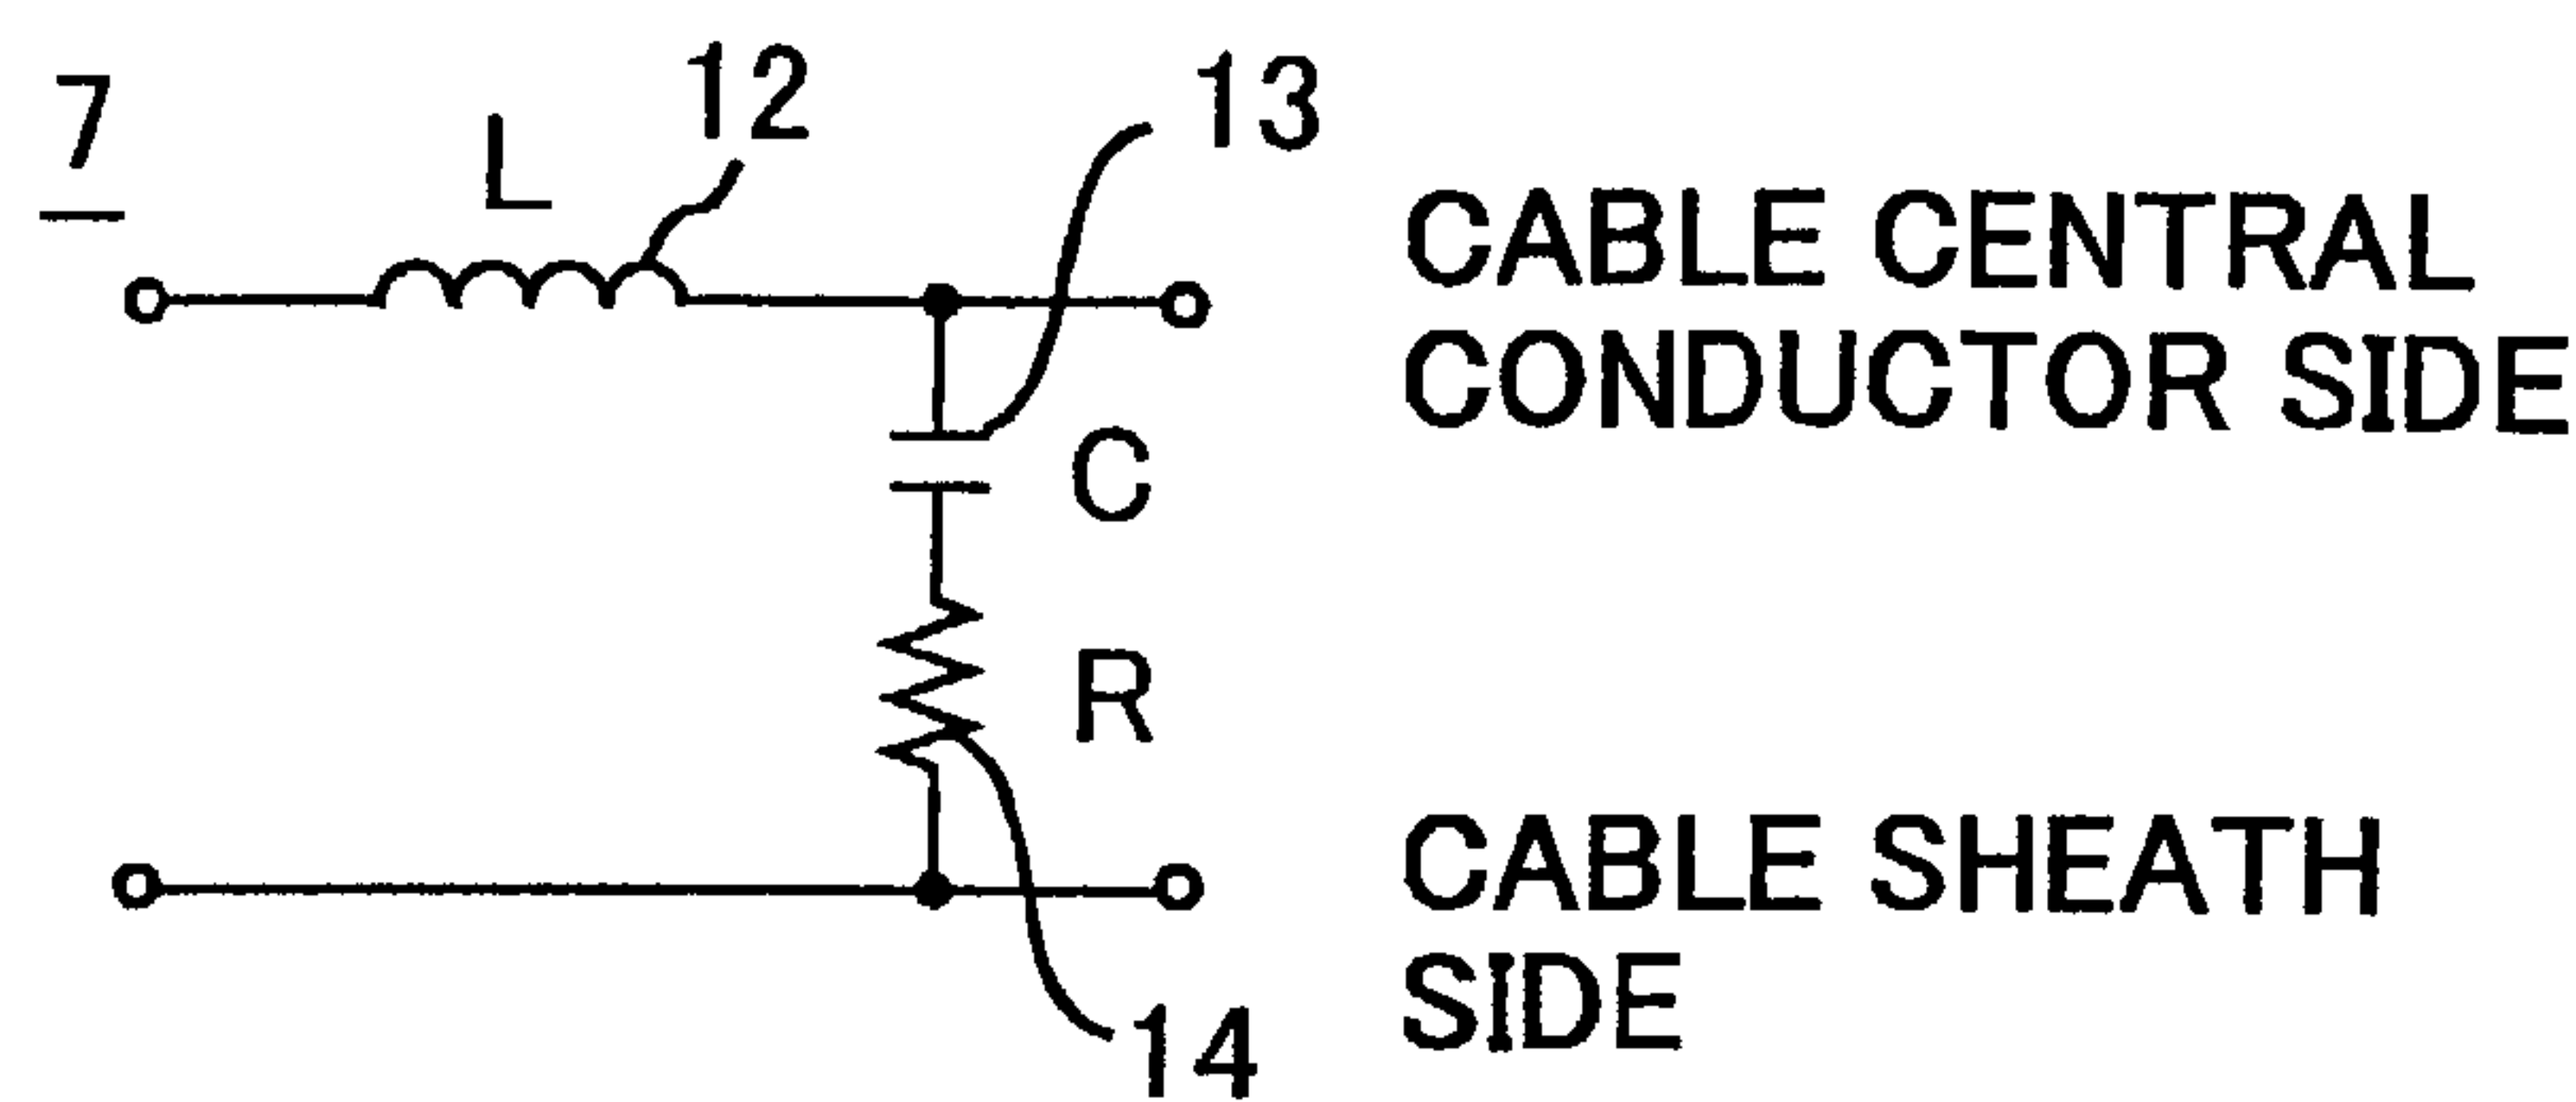 7
L
12
13
CABLE CENTRAL
CONDUCTOR SIDE
C
R
CABLE SHEATH
SIDE
14